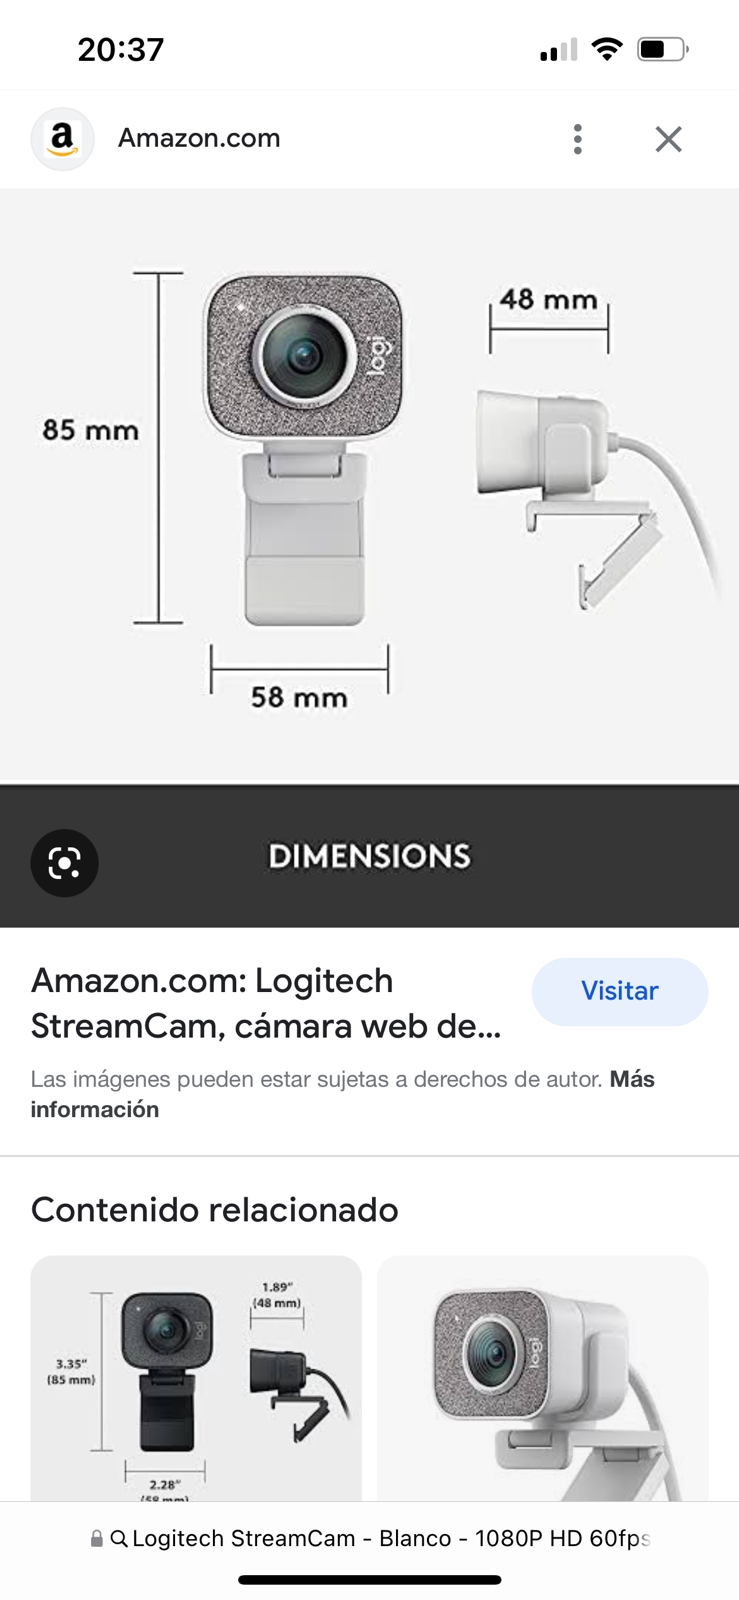 20:37
a
Amazon.com
48 mm
logi
85 mm
58 mm
DIMENSIONS
Amazon.com: Logitech
StreamCam, cámara web de...
Visitar
Las imágenes pueden estar sujetas a derechos de autor. Más
información
Contenido relacionado
1.89"
(48 mm)
logi
3.35"
(85 mm)
2.28"
(58 mm)
logi
Logitech StreamCam - Blanco - 1080P HD 60fps